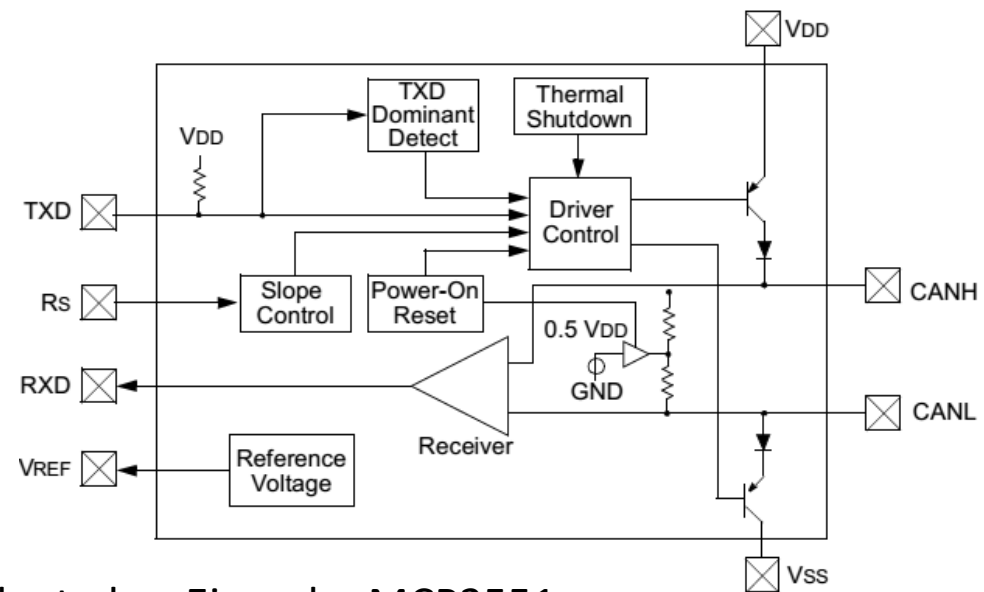 VDD
TXD
Dominant
Detect
Thermal
Shutdown
VDD
TXD
Driver
Control
RS
Slope
Control
Power-On
Reset
CANH
0.5 VDD
GND
RXD
CANL
Receiver
VREF
Reference
Voltage
MCP2551
VSS